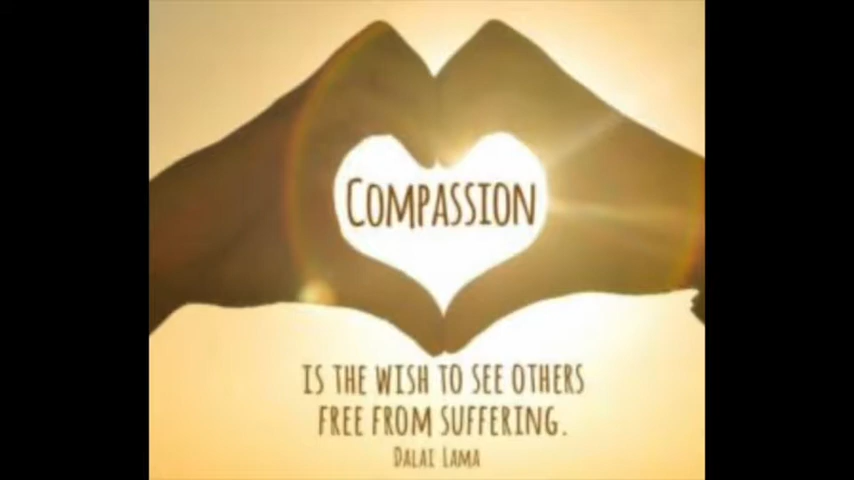 COMPASSION
IS THE WISH TO SEE OTHERS
FREE FROM SUFFERING.
DALAI LAMA